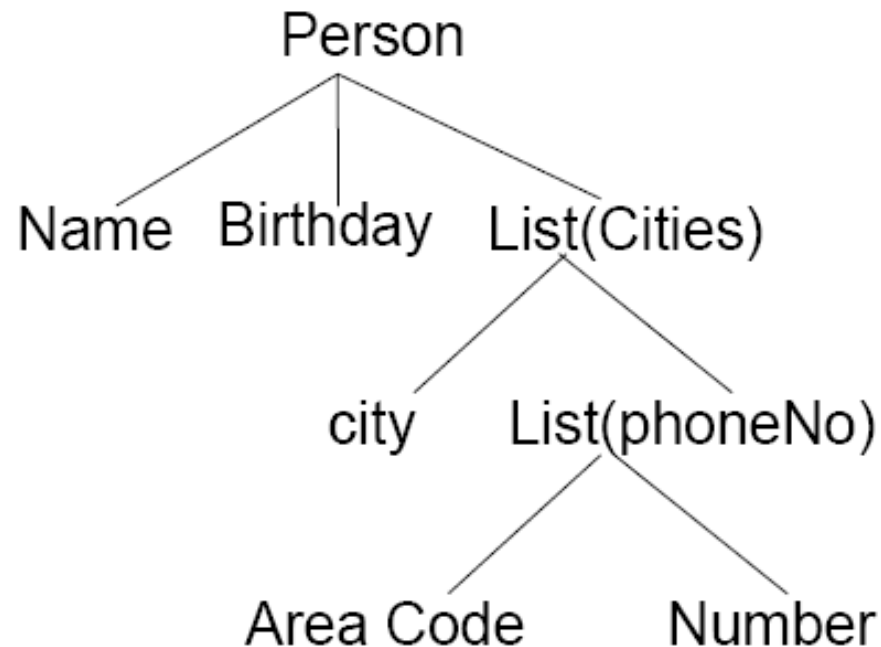 Person
Name Birthday List(Cities)
city List(phoneNo)
Area Code Number